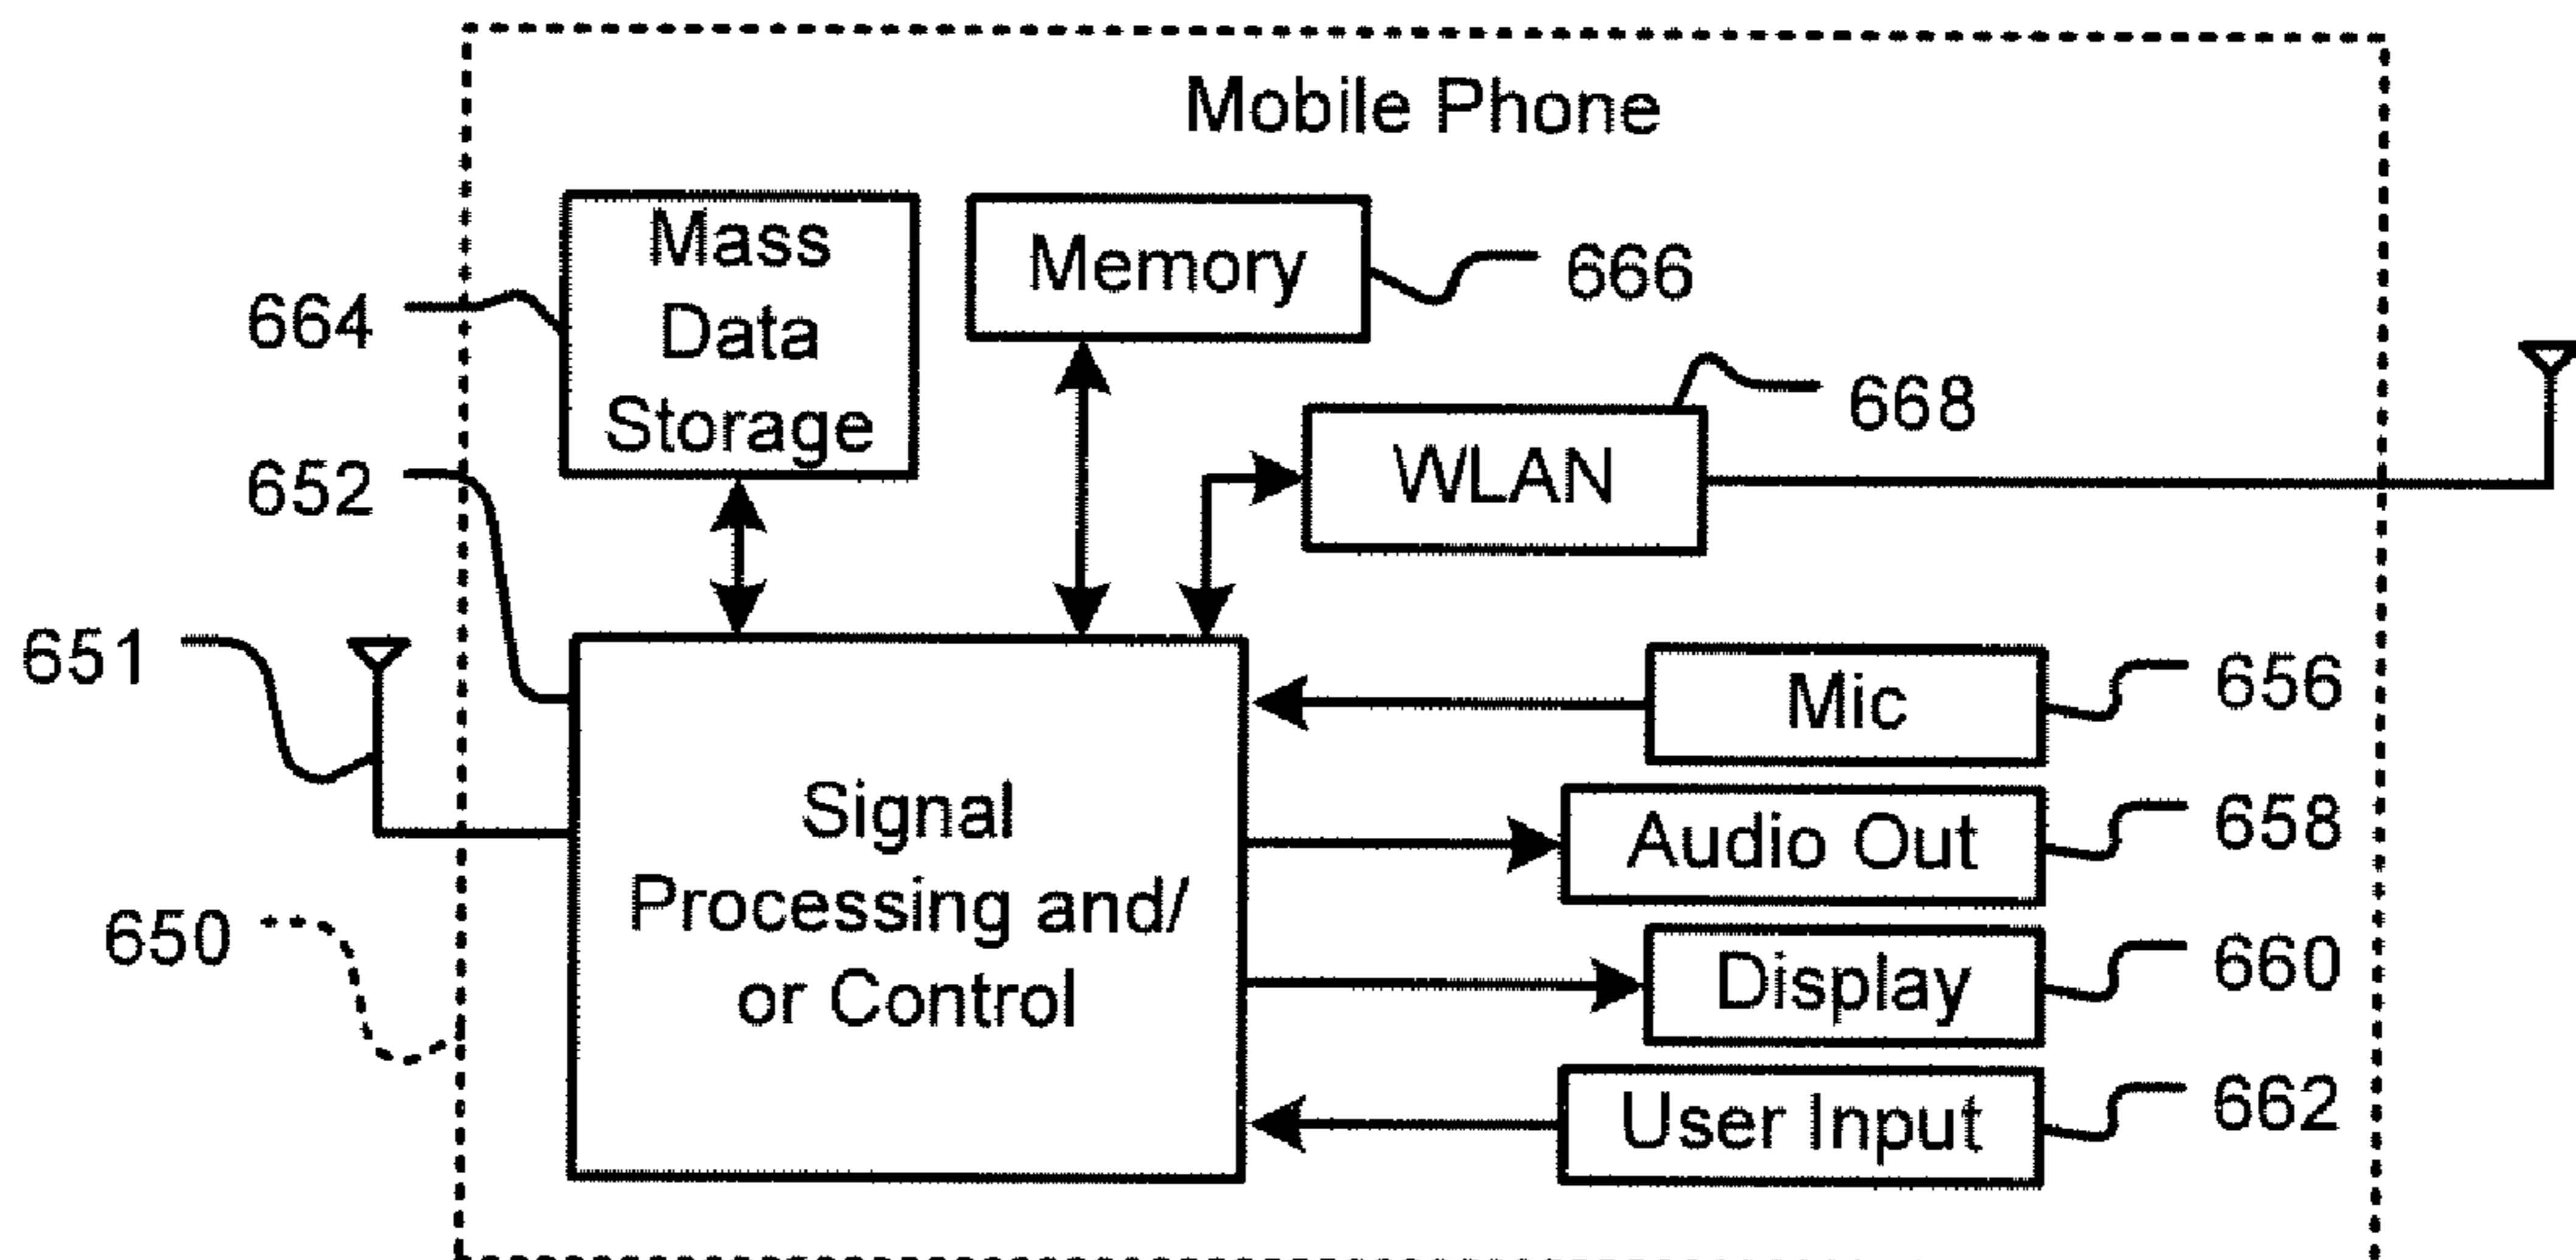 Mobile Phone
Mass
Data
Storage
664
Memory
666
WLAN
668
652
651
650
Signal
Processing and/
or Control
Mic
656
Audio Out
658
Display
660
User Input
662